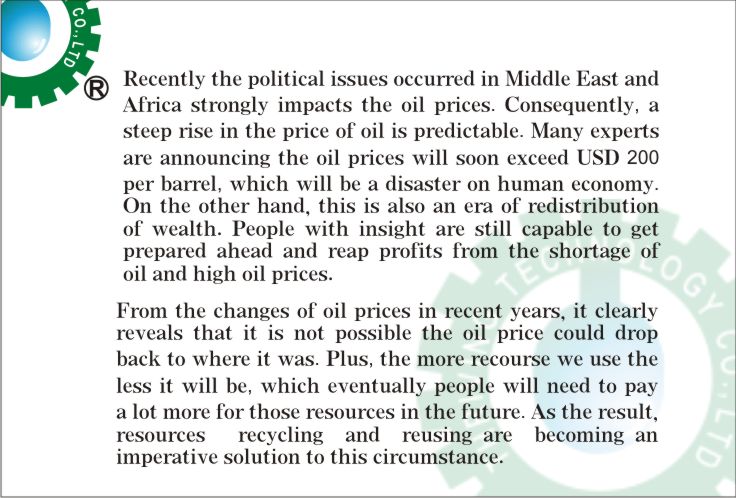 CO.,LTD
®
Recently the political issues occurred in Middle East and
Africa strongly impacts the oil prices. Consequently, a
steep rise in the price of oil is predictable. Many experts
are announcing the oil prices will soon exceed USD 200
per barrel, which will be a disaster on human economy.
On the other hand, this is also an era of redistribution
of wealth. People with insight are still capable to get
prepared ahead and reap profits from the shortage of
oil and high oil prices.
From the changes of oil prices in recent years, it clearly
reveals that it is not possible the oil price could drop
back to where it was. Plus, the more recourse we use the
less it will be, which eventually people will need to pay
a lot more for those resources in the future. As the result,
resources recycling and reusing are becoming an
imperative solution to this circumstance.
TECHNOLOGY CO.,LTD